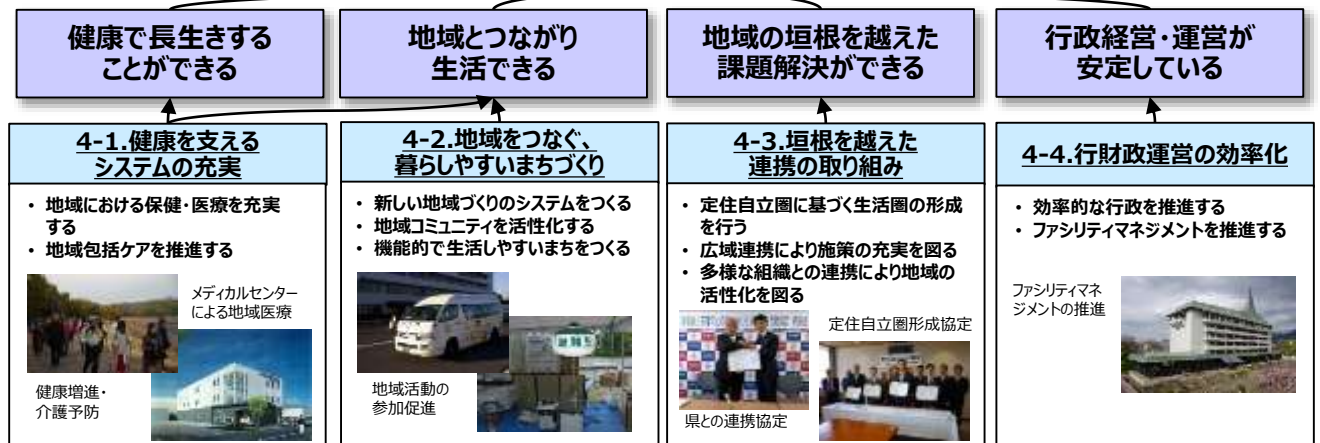 健康で長生きする
ことができる
地域とつながり
生活できる
地域の垣根を越えた
課題解決ができる
行政経営・運営が
安定している
4-1.健康を支える
システムの充実
・ 地域における保健・医療を充実
する
・ 地域包括ケアを推進する
メディカルセンター
による地域医療
健康増進・
介護予防
4-2.地域をつなぐ、
暮らしやすいまちづくり
・ 新しい地域づくりのシステムをつくる
・ 地域コミュニティを活性化する
・ 機能的で生活しやすいまちをつくる
地域活動の
参加促進
4-3.垣根を越えた
連携の取り組み
・ 定住自立圏に基づく生活圏の形成
を行う
・ 広域連携により施策の充実を図る
・ 多様な組織との連携により地域の
活性化を図る
定住自立圏形成協定
県との連携協定
4-4.行財政運営の効率化
・ 効率的な行政を推進する
・ ファシリティマネジメントを推進する
ファシリティマネ
ジメントの推進